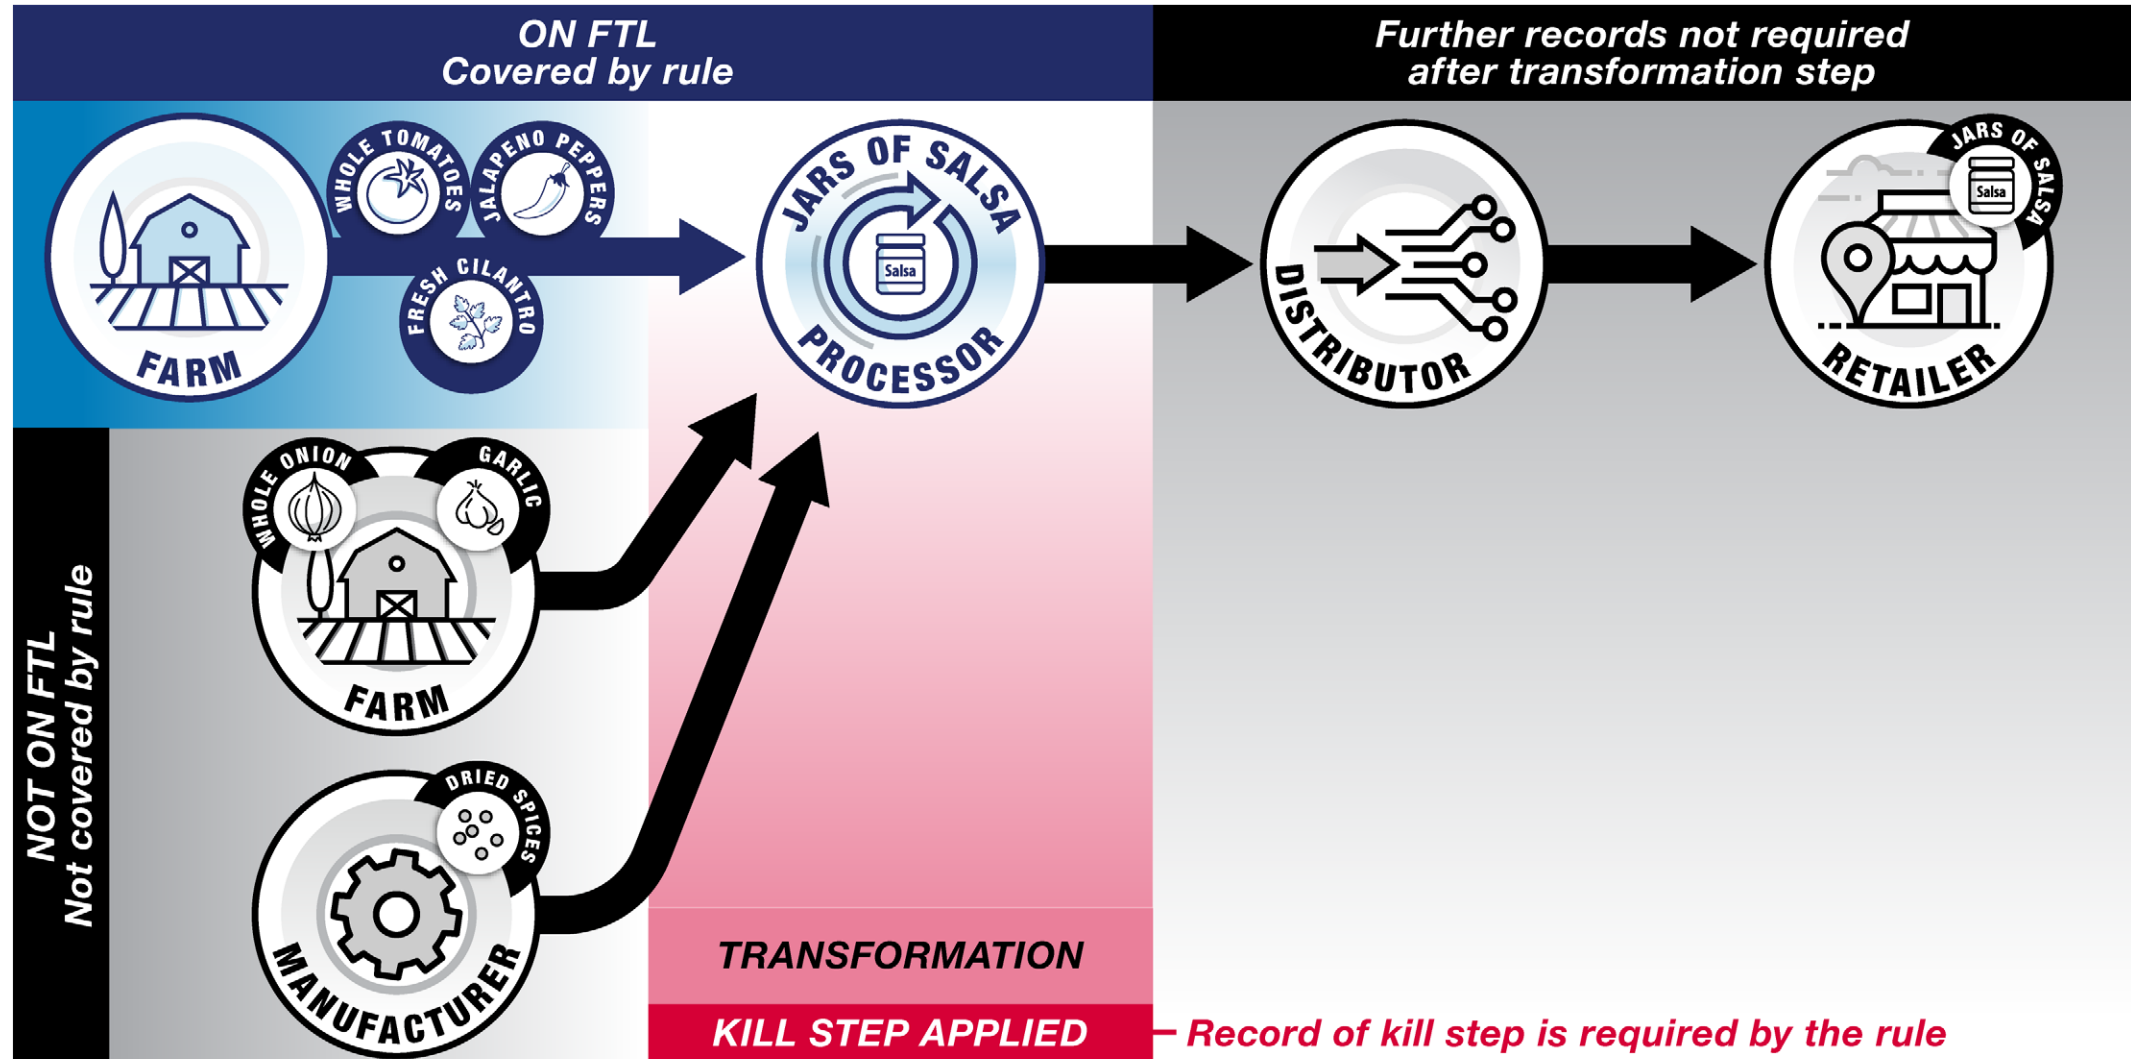 ON FTL
Covered by rule
Further records not required
after transformation step
WHOLE TOMATOES
JALAPENO PEPPERS
FRESH CILANTRO
FARM
JARS OF SALSA
Salsa
PROCESSOR
DISTRIBUTOR
JARS OF SALSA
Salsa
RETAILER
NOT ON FTL
Not covered by rule
WHOLE ONION
GARLIC
FARM
DRIED SPICES
MANUFACTURER
TRANSFORMATION
KILL STEP APPLIED
Record of kill step is required by the rule